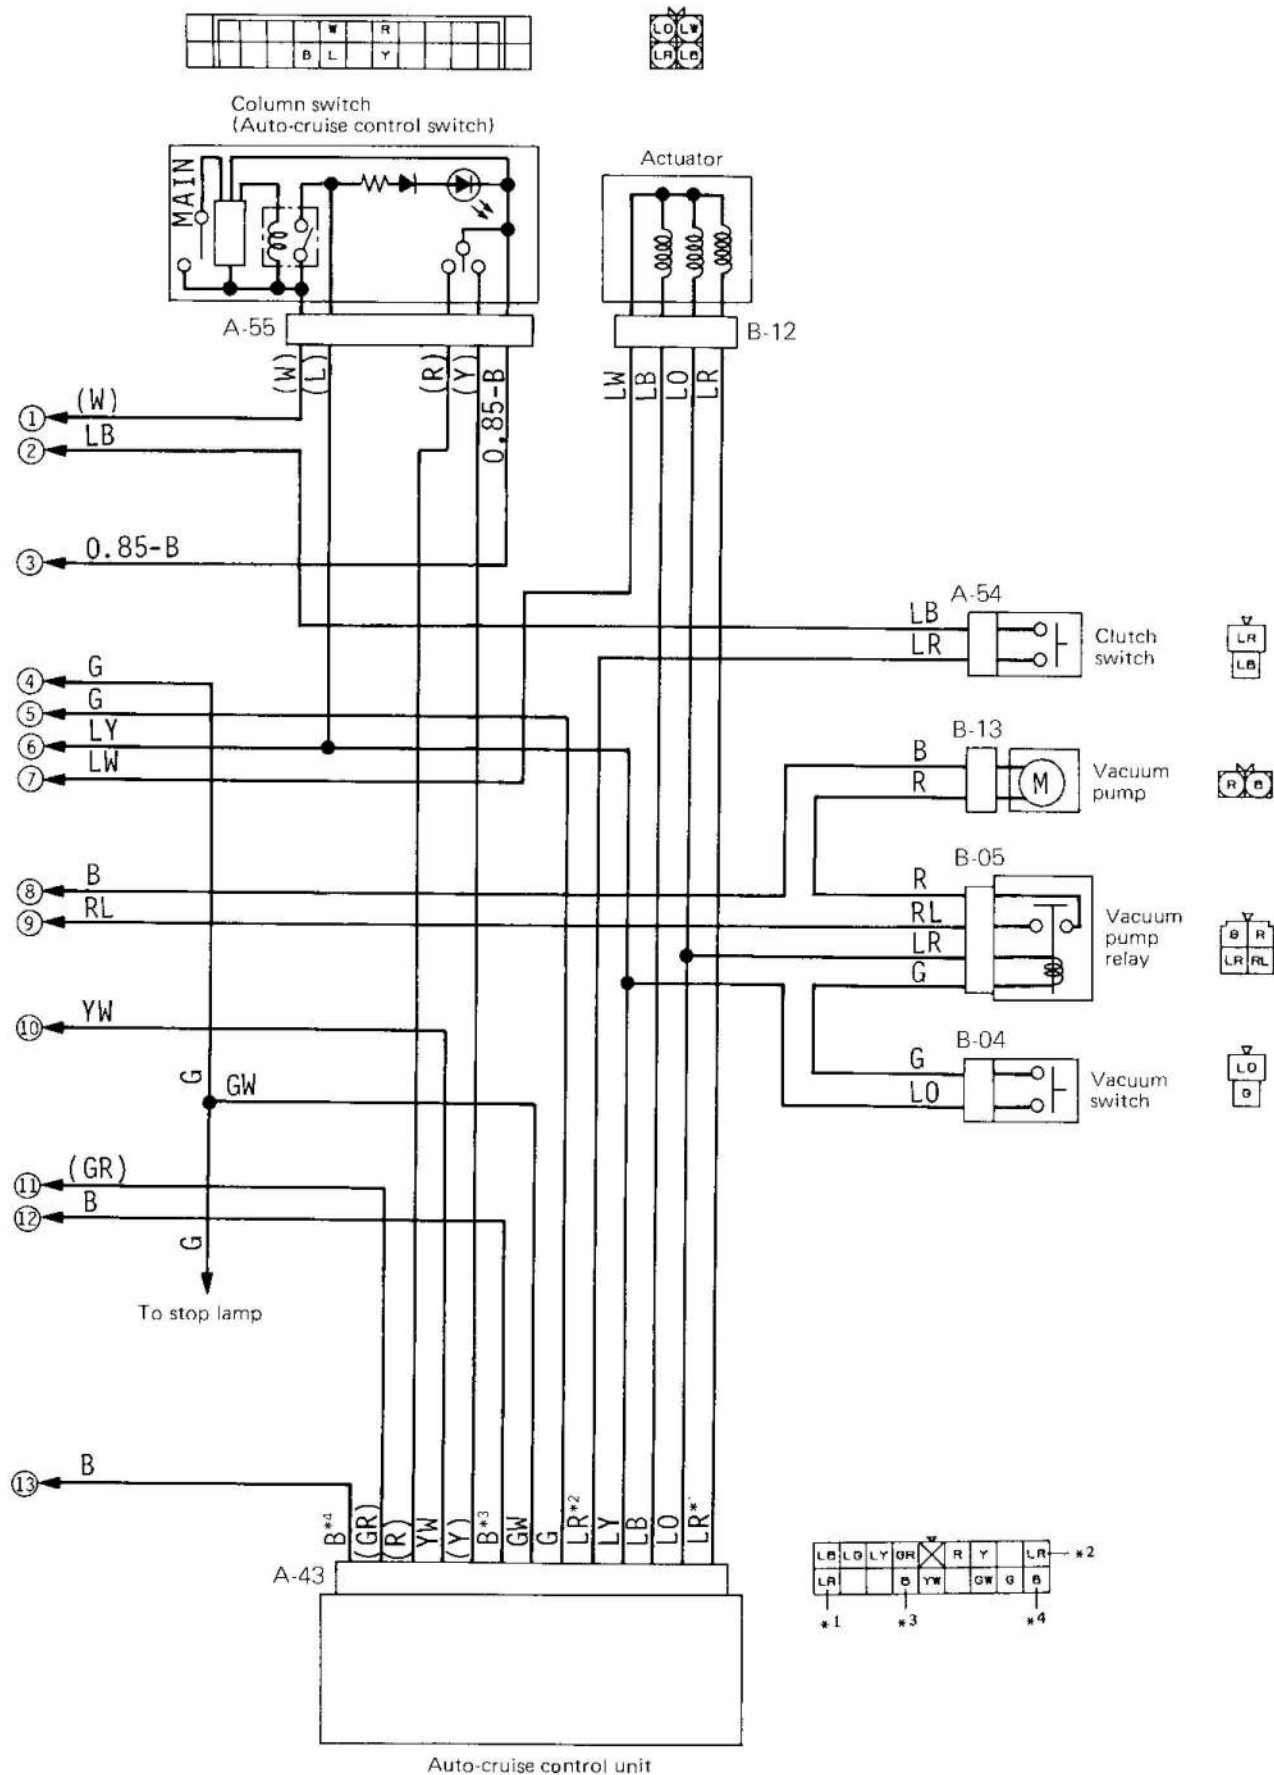 W R
B L Y
LO LW
LR LB
Column switch
(Auto-cruise control switch)
MAIN
Actuator
A-55
B-12
(W) (L) (R) (Y) 0.85-B
LW LB LO LR
① (W)
② LB
③ 0.85-B
A-54
LB
LR
Clutch
switch
LR
LB
④ G
⑤ G
⑥ LY
⑦ LW
B-13
B
R
M
Vacuum
pump
R B
⑧ B
⑨ RL
B-05
R
RL
LR
G
Vacuum
pump
relay
R
LR RL
⑩ YW
B-04
G
LO
Vacuum
switch
LO
G
G
GW
⑪ (GR)
⑫ B
G
To stop lamp
⑬ B
B*4 (GR) (R) YW (Y) B*3 GW G LR*2 LY LB LO LR*1
A-43
LB LO LY GR R Y LR *2
LR B YW GW G B
*1 *3 *4
Auto-cruise control unit